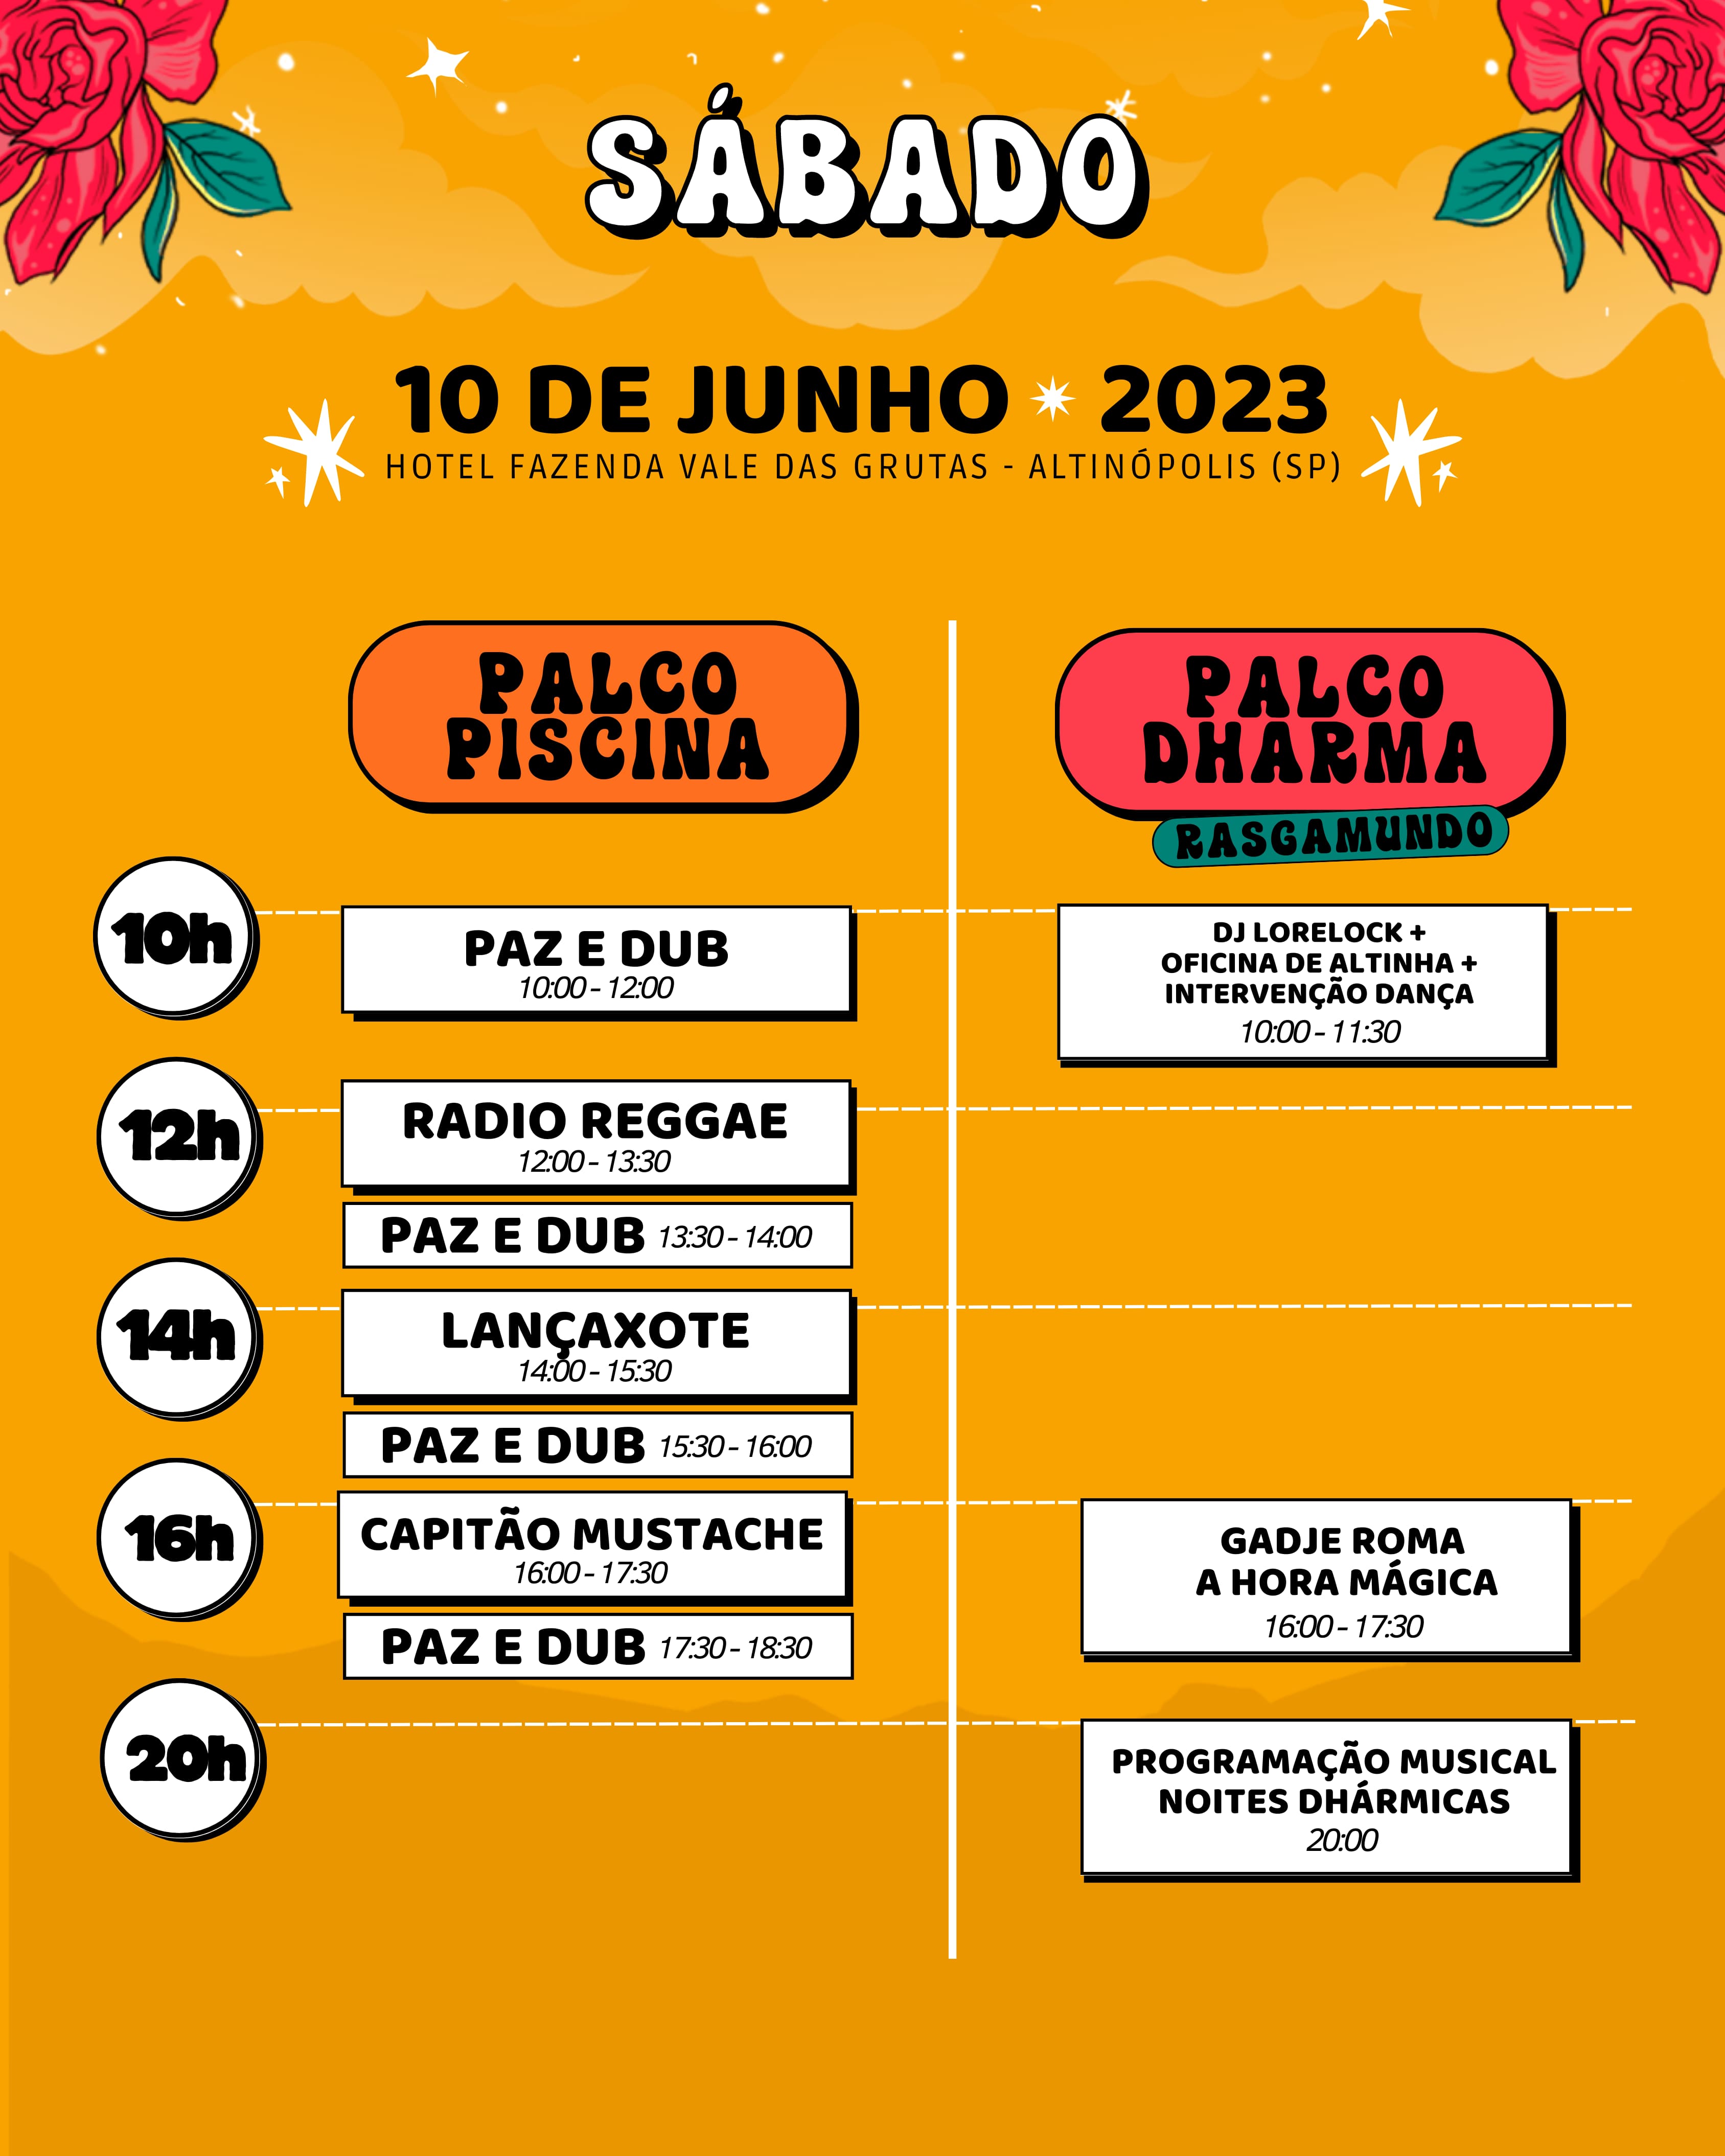 SÁBADO
10 DE JUNHO 2023
HOTEL FAZENDA VALE DAS GRUTAS - ALTINÓPOLIS (SP)
PALCO
PISCINA
PALCO
DHARMA
RASGAMUNDO
10h
PAZ E DUB
10:00 - 12:00
DJ LORELOCK +
OFICINA DE ALTINHA +
INTERVENÇÃO DANÇA
10:00 - 11:30
12h
RADIO REGGAE
12:00 - 13:30
PAZ E DUB 13:30 - 14:00
14h
LANÇAXOTE
14:00 - 15:30
PAZ E DUB 15:30 - 16:00
16h
CAPITÃO MUSTACHE
16:00 - 17:30
PAZ E DUB 17:30 - 18:30
GADJE ROMA
A HORA MÁGICA
16:00 - 17:30
20h
PROGRAMAÇÃO MUSICAL
NOITES DHÁRMICAS
20:00